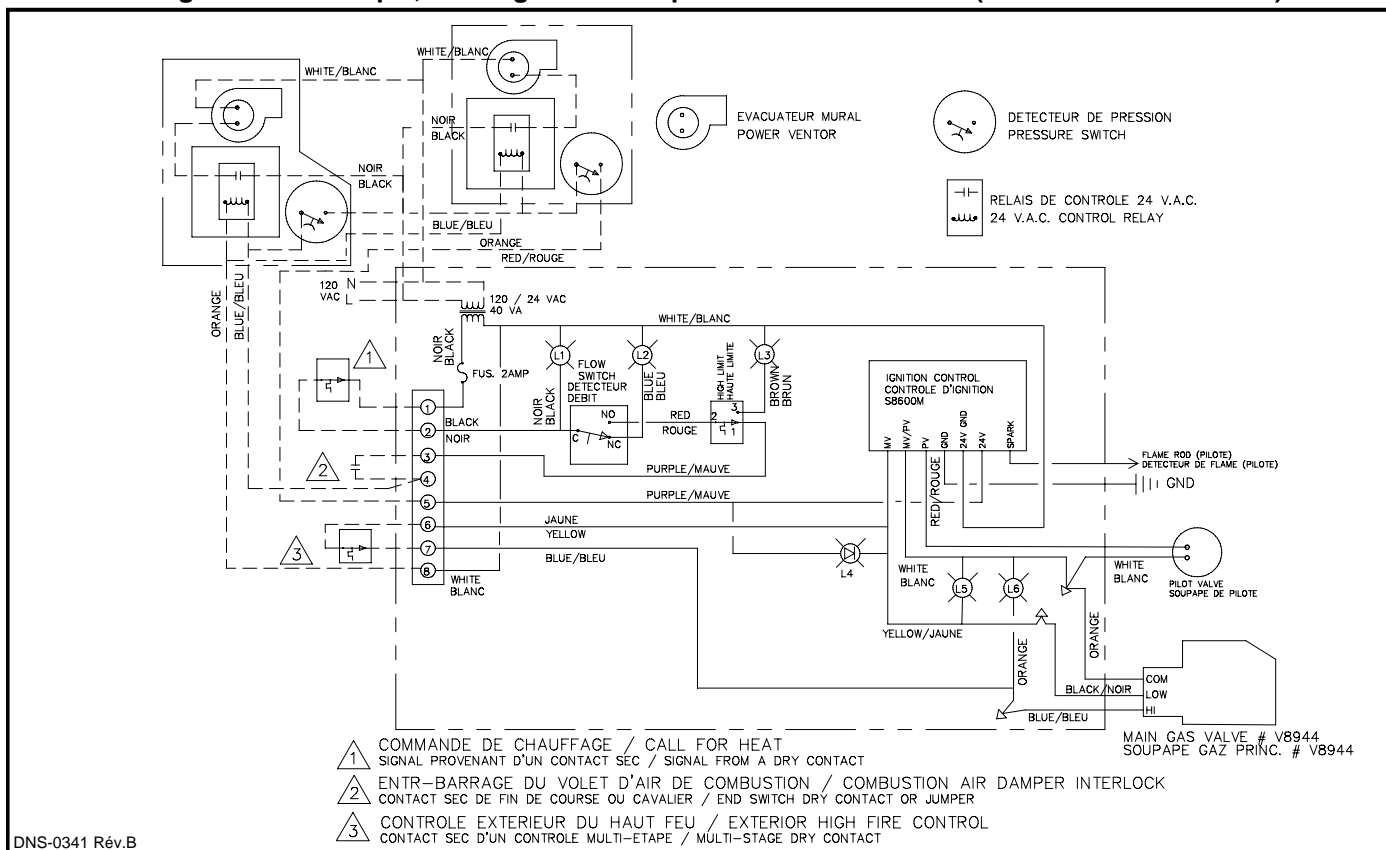 WHITE/BLANC
WHITE/BLANC
NOIR
BLACK
NOIR
BLACK
EVACUATEUR MURAL
POWER VENTOR
DETECTEUR DE PRESSION
PRESSURE SWITCH
RELAIS DE CONTROLE 24 V.A.C.
24 V.A.C. CONTROL RELAY
BLUE/BLEU
ORANGE
RED/ROUGE
ORANGE
BLUE/BLEU
120 N
VAC L
120 / 24 VAC
40 VA
WHITE/BLANC
NOIR
BLACK
FUS. 2AMP
1
L1
FLOW
SWITCH
DETECTEUR
DEBIT
L2
BLUE
BLEU
HIGH LIMIT
HAUTE LIMITE
L3
BROWN
BRUN
NOIR
BLACK
NO
C
NC
RED
ROUGE
2
3
1
IGNITION CONTROL
CONTROLE D'IGNITION
S8600M
MV
MV/PV
PV
GND
24V GND
24V
SPARK
1
2
3
4
5
6
7
8
BLACK
NOIR
2
3
PURPLE/MAUVE
PURPLE/MAUVE
JAUNE
YELLOW
BLUE/BLEU
WHITE
BLANC
RED/ROUGE
FLAME ROD (PILOTE)
DETECTEUR DE FLAME (PILOTE)
GND
L4
WHITE
BLANC
L5
L6
WHITE
BLANC
PILOT VALVE
SOUPAPE DE PILOTE
YELLOW/JAUNE
ORANGE
ORANGE
BLACK/NOIR
BLUE/BLEU
COM
LOW
HI
MAIN GAS VALVE # V8944
SOUPAPE GAZ PRINC. # V8944
1 COMMANDE DE CHAUFFAGE / CALL FOR HEAT
SIGNAL PROVENANT D'UN CONTACT SEC / SIGNAL FROM A DRY CONTACT
2 ENTR-BARRAGE DU VOLET D'AIR DE COMBUSTION / COMBUSTION AIR DAMPER INTERLOCK
CONTACT SEC DE FIN DE COURSE OU CAVALIER / END SWITCH DRY CONTACT OR JUMPER
3 CONTROLE EXTERIEUR DU HAUT FEU / EXTERIOR HIGH FIRE CONTROL
CONTACT SEC D'UN CONTROLE MULTI-ETAPE / MULTI-STAGE DRY CONTACT
DNS-0341 Rév.B